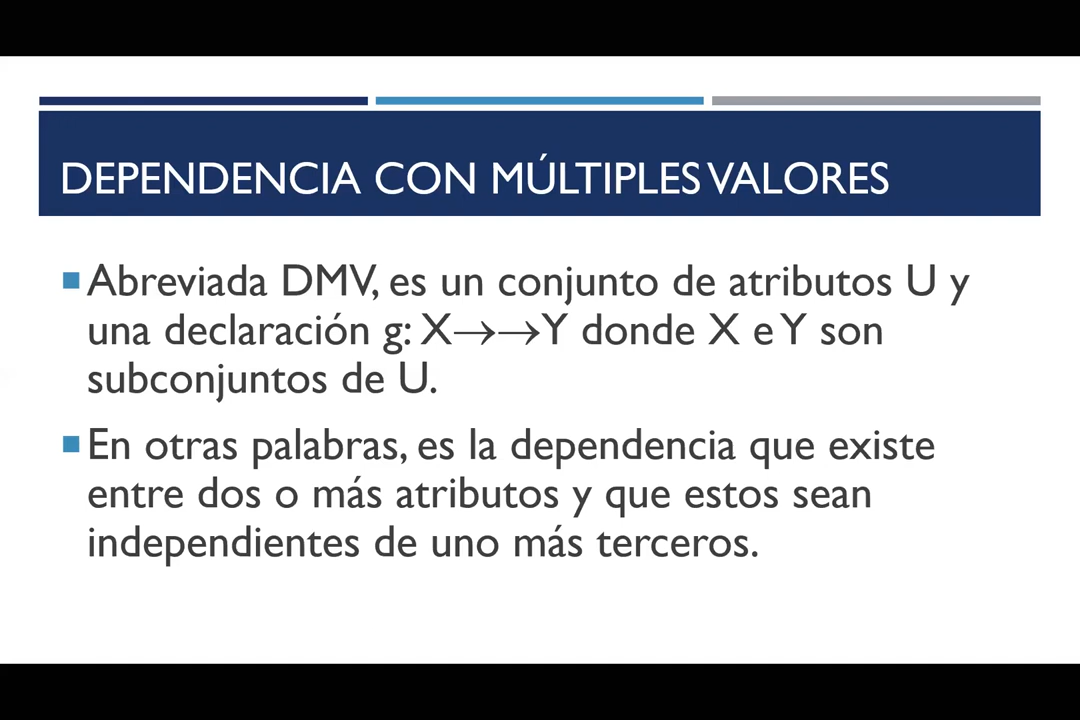 DEPENDENCIA CON MÚLTIPLES VALORES
Abreviada DMV, es un conjunto de atributos U y
una declaración g: X→→Y donde X e Y son
subconjuntos de U.
En otras palabras, es la dependencia que existe
entre dos o más atributos y que estos sean
independientes de uno más terceros.